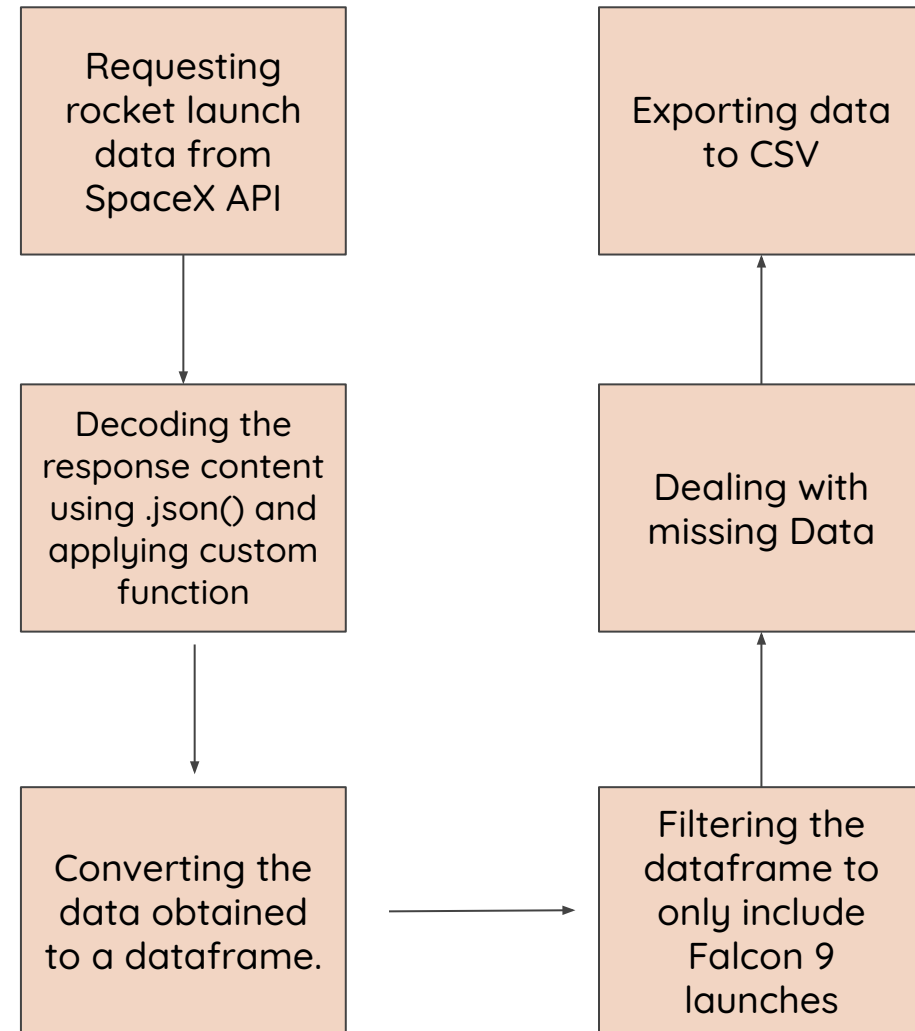 Requesting
rocket launch
data from
SpaceX API
Decoding the
response content
using .json() and
applying custom
function
Converting the
data obtained
to a dataframe.
Filtering the
dataframe to
only include
Falcon 9
launches
Dealing with
missing Data
Exporting data
to CSV